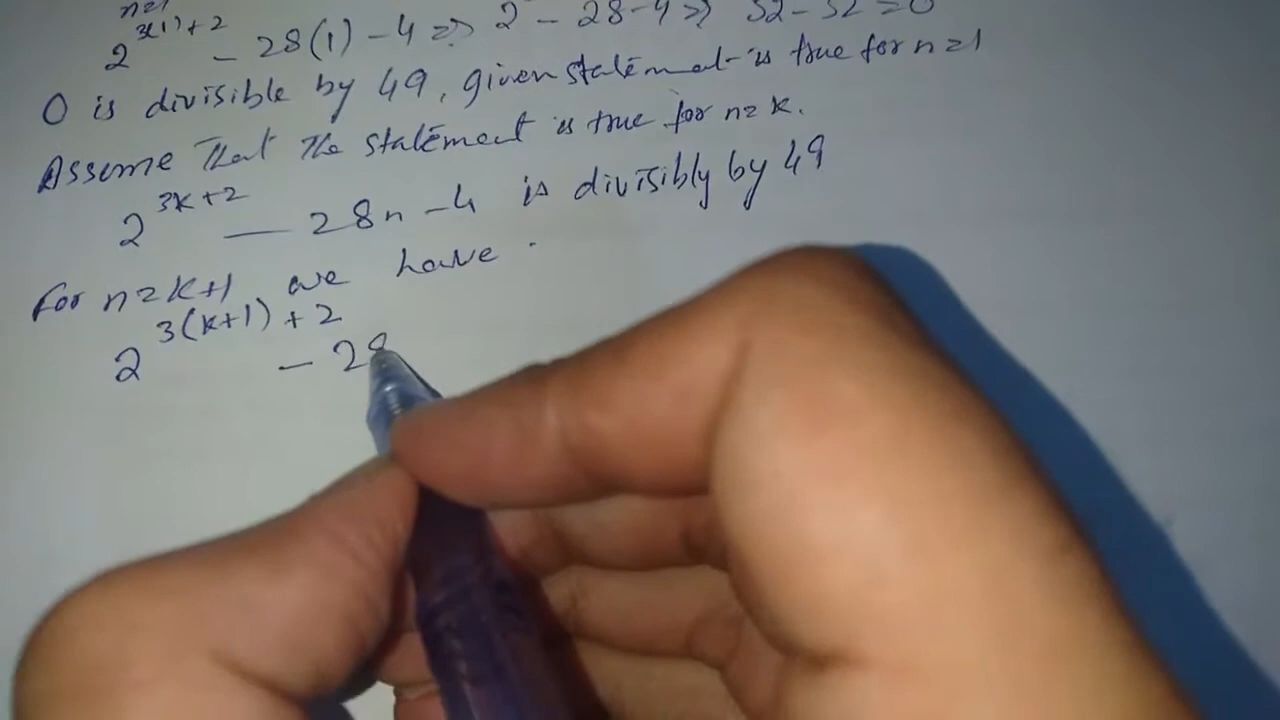 n=1
2^3(1)+2 - 28(1) - 4 => 2 - 28-4 => 32-32=0
0 is divisible by 49, given statement is true for n=1
Assume That The statement is true for n=k.
2^3k+2 - 28n - 4 is divisibly by 49
For n=k+1 we have
2^3(k+1)+2 - 28